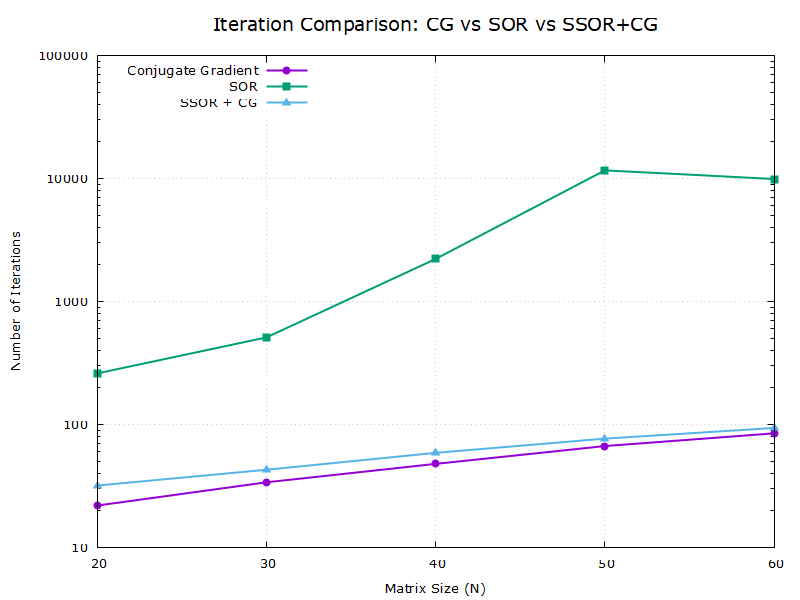 Iteration Comparison: CG vs SOR vs SSOR+CG
100000
Conjugate Gradient
SOR
SSOR + CG
10000
Number of Iterations
1000
100
10
20 30 40 50 60
Matrix Size (N)